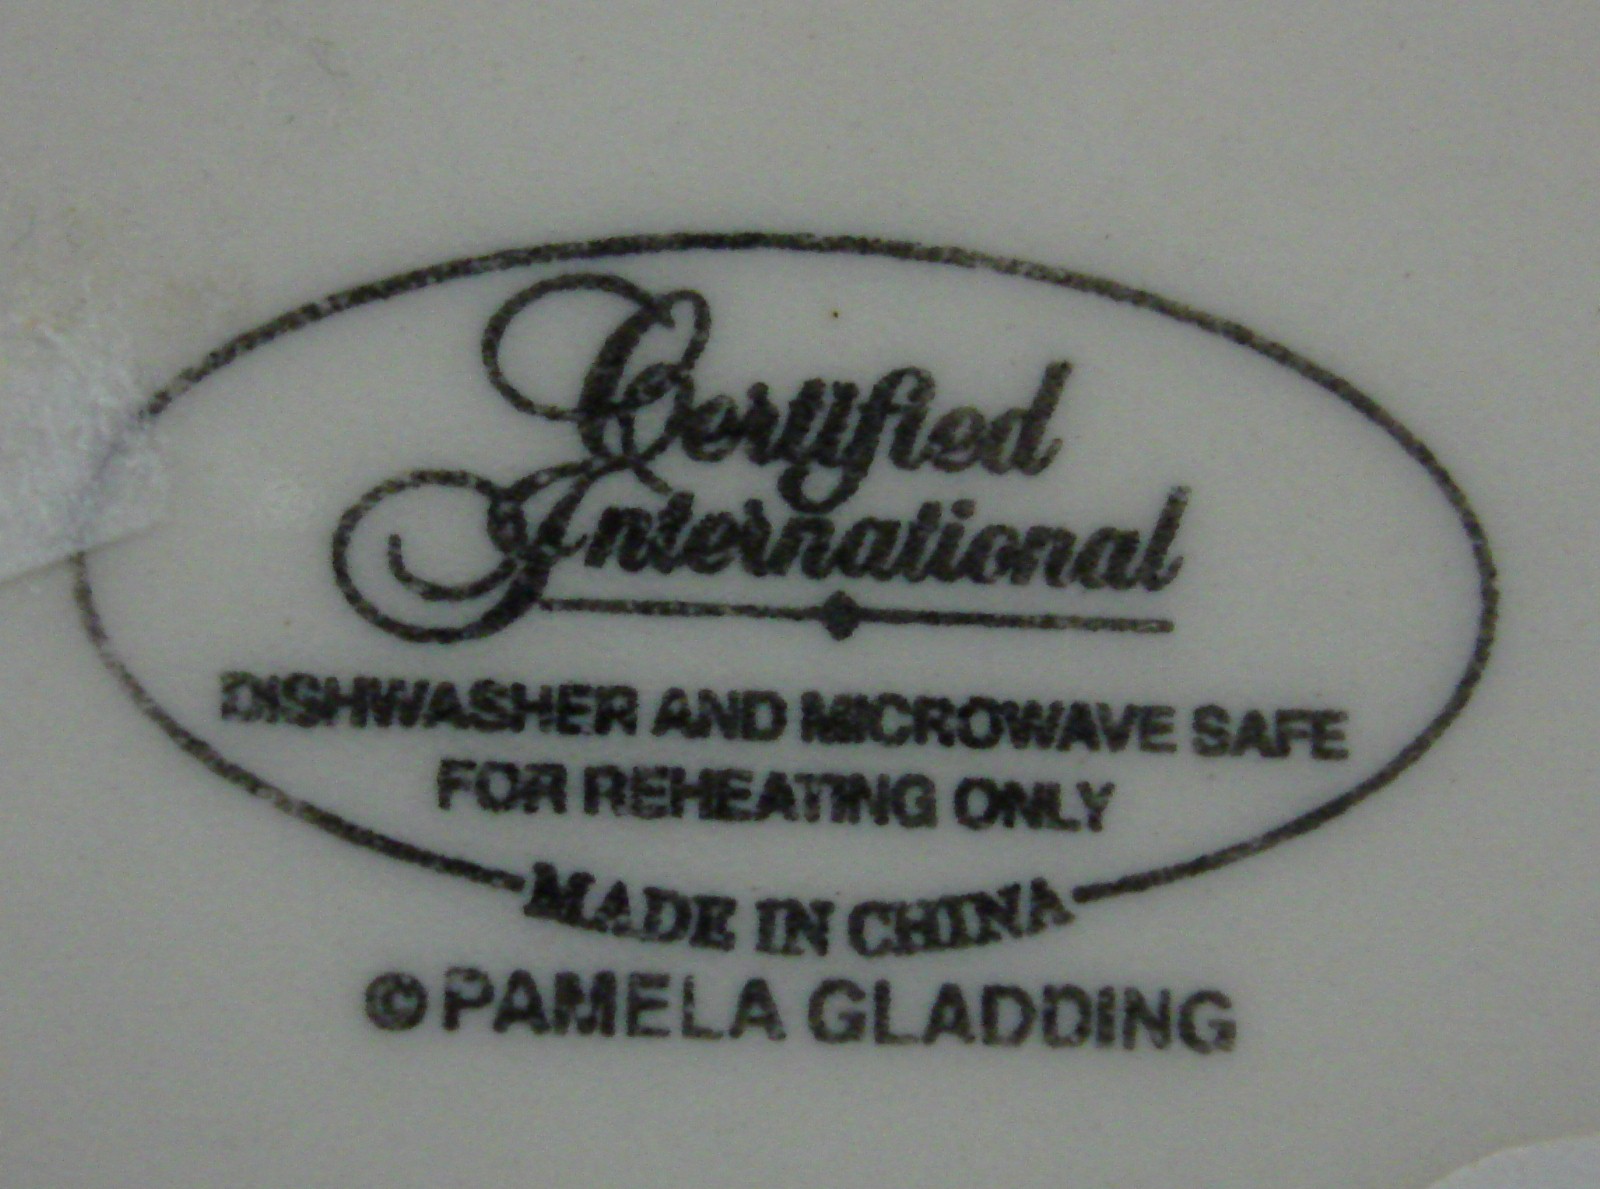 Certified
International
DISHWASHER AND MICROWAVE SAFE
FOR REHEATING ONLY
MADE IN CHINA
©PAMELA GLADDING